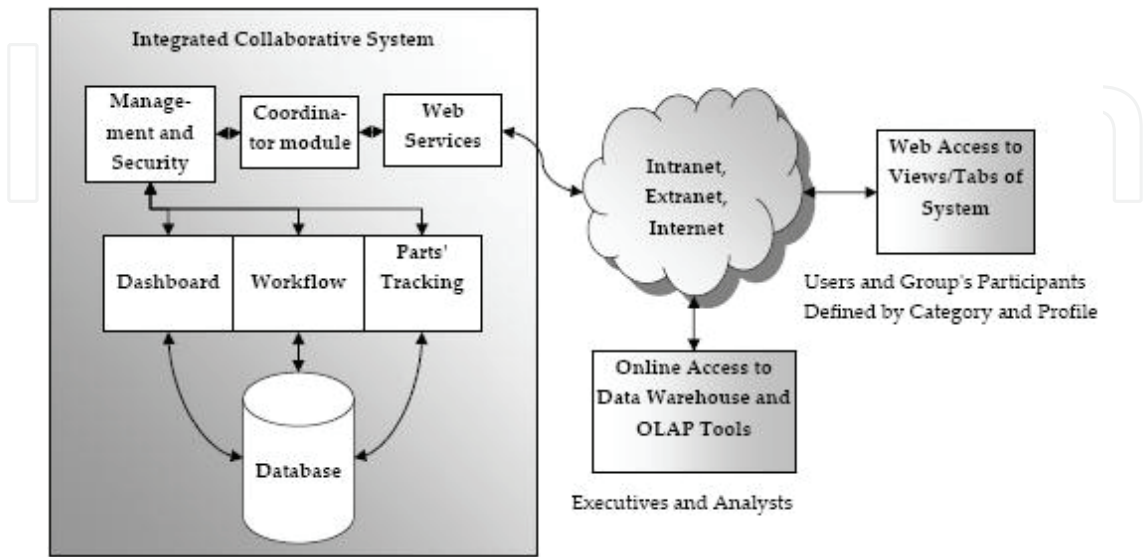 Integrated Collaborative System
Manage-
ment and
Security
Coordina-
tor module
Web
Services
Dashboard
Workflow
Parts'
Tracking
Database
Intranet,
Extranet,
Internet
Web Access to
Views/Tabs of
System
Users and Group's Participants
Defined by Category and Profile
Online Access to
Data Warehouse and
OLAP Tools
Executives and Analysts